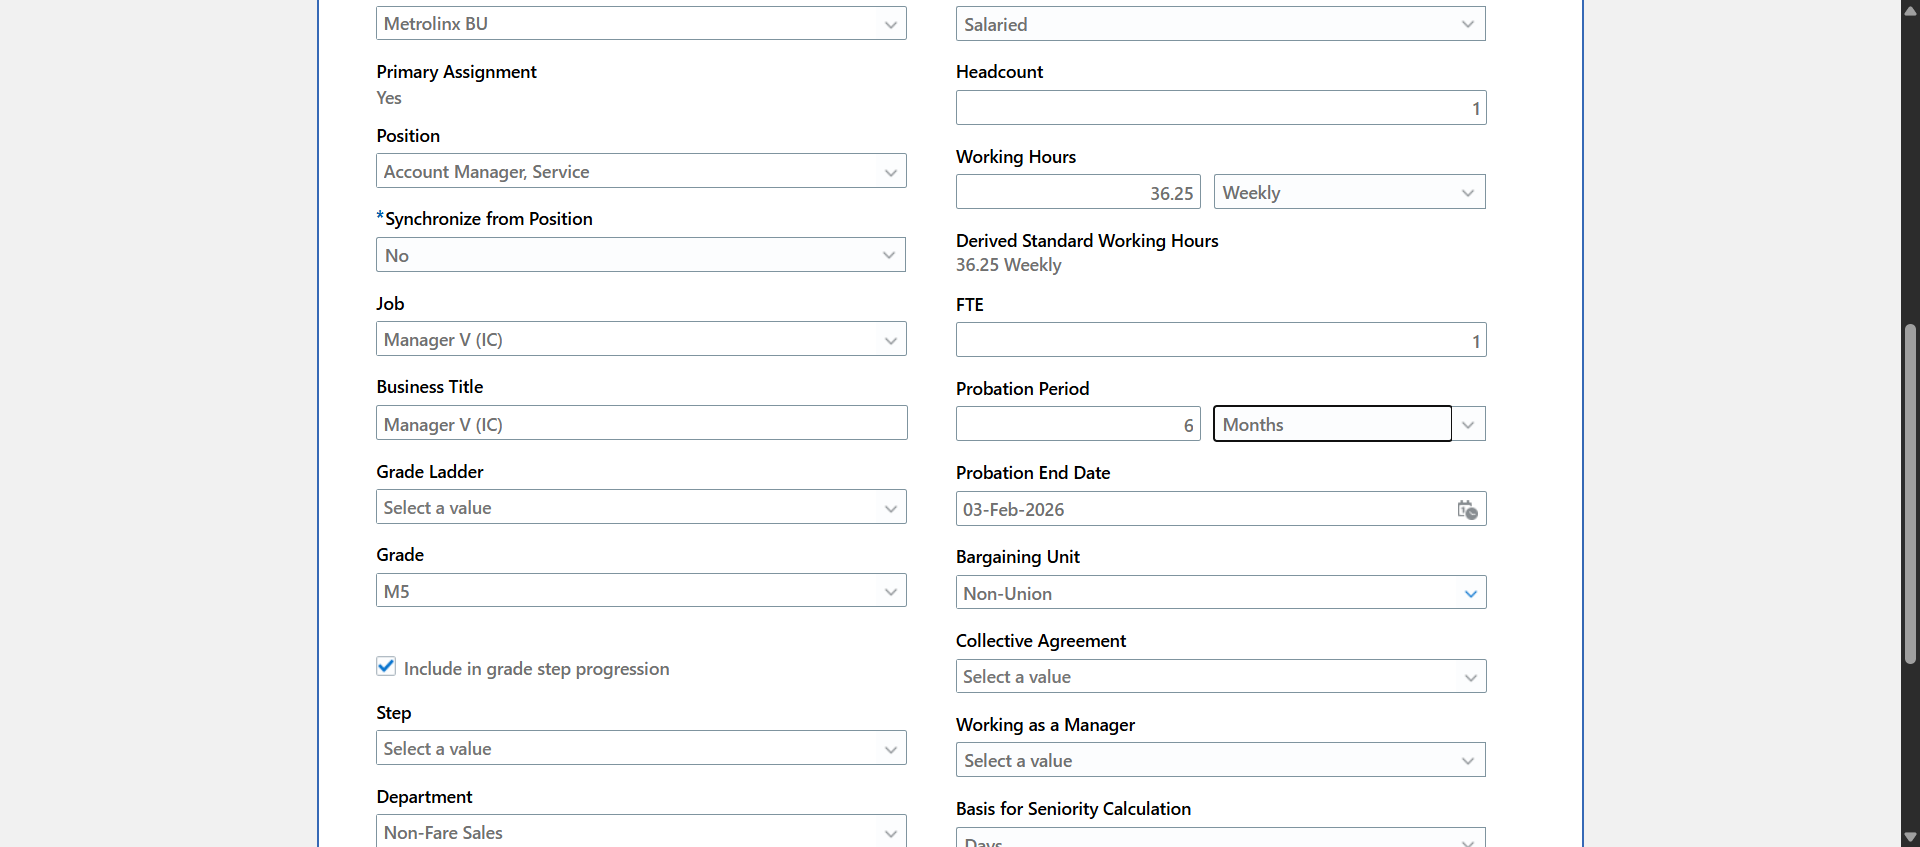 Metrolinx BU
Primary Assignment
Yes
Position
Account Manager, Service
*Synchronize from Position
No
Job
Manager V (IC)
Business Title
Manager V (IC)
Grade Ladder
Select a value
Grade
M5
Include in grade step progression
Step
Select a value
Department
Non-Fare Sales
Salaried
Headcount
1
Working Hours
36.25 Weekly
Derived Standard Working Hours
36.25 Weekly
FTE
1
Probation Period
6 Months
Probation End Date
03-Feb-2026
Bargaining Unit
Non-Union
Collective Agreement
Select a value
Working as a Manager
Select a value
Basis for Seniority Calculation
Days